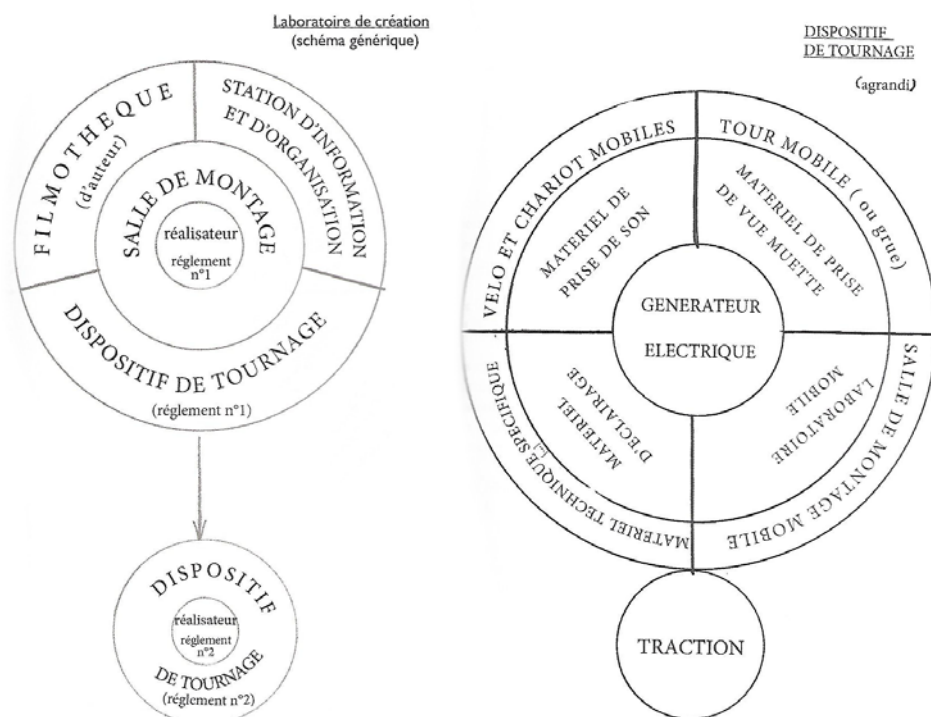 Laboratoire de création
(schéma générique)
FILMOTHEQUE
(d'auteur)
STATION D'INFORMATION
ET D'ORGANISATION
SALLE DE MONTAGE
réalisateur
réglement
n°1
DISPOSITIF DE TOURNAGE
(réglement n°1)
DISPOSITIF
réalisateur
réglement
n°2
DE TOURNAGE
(réglement n°2)
DISPOSITIF
DE TOURNAGE
(agrandi)
VELO ET CHARIOT MOBILES
TOUR MOBILE ( ou grue)
MATERIEL DE
PRISE DE SON
MATERIEL DE PRISE
DE VUE MUETTE
GENERATEUR
ELECTRIQUE
MATERIEL
D'ECLAIRAGE
LABORATOIRE
MOBILE
MATERIEL TECHNIQUE SPECIFIQUE
[...]
SALLE DE MONTAGE MOBILE
TRACTION